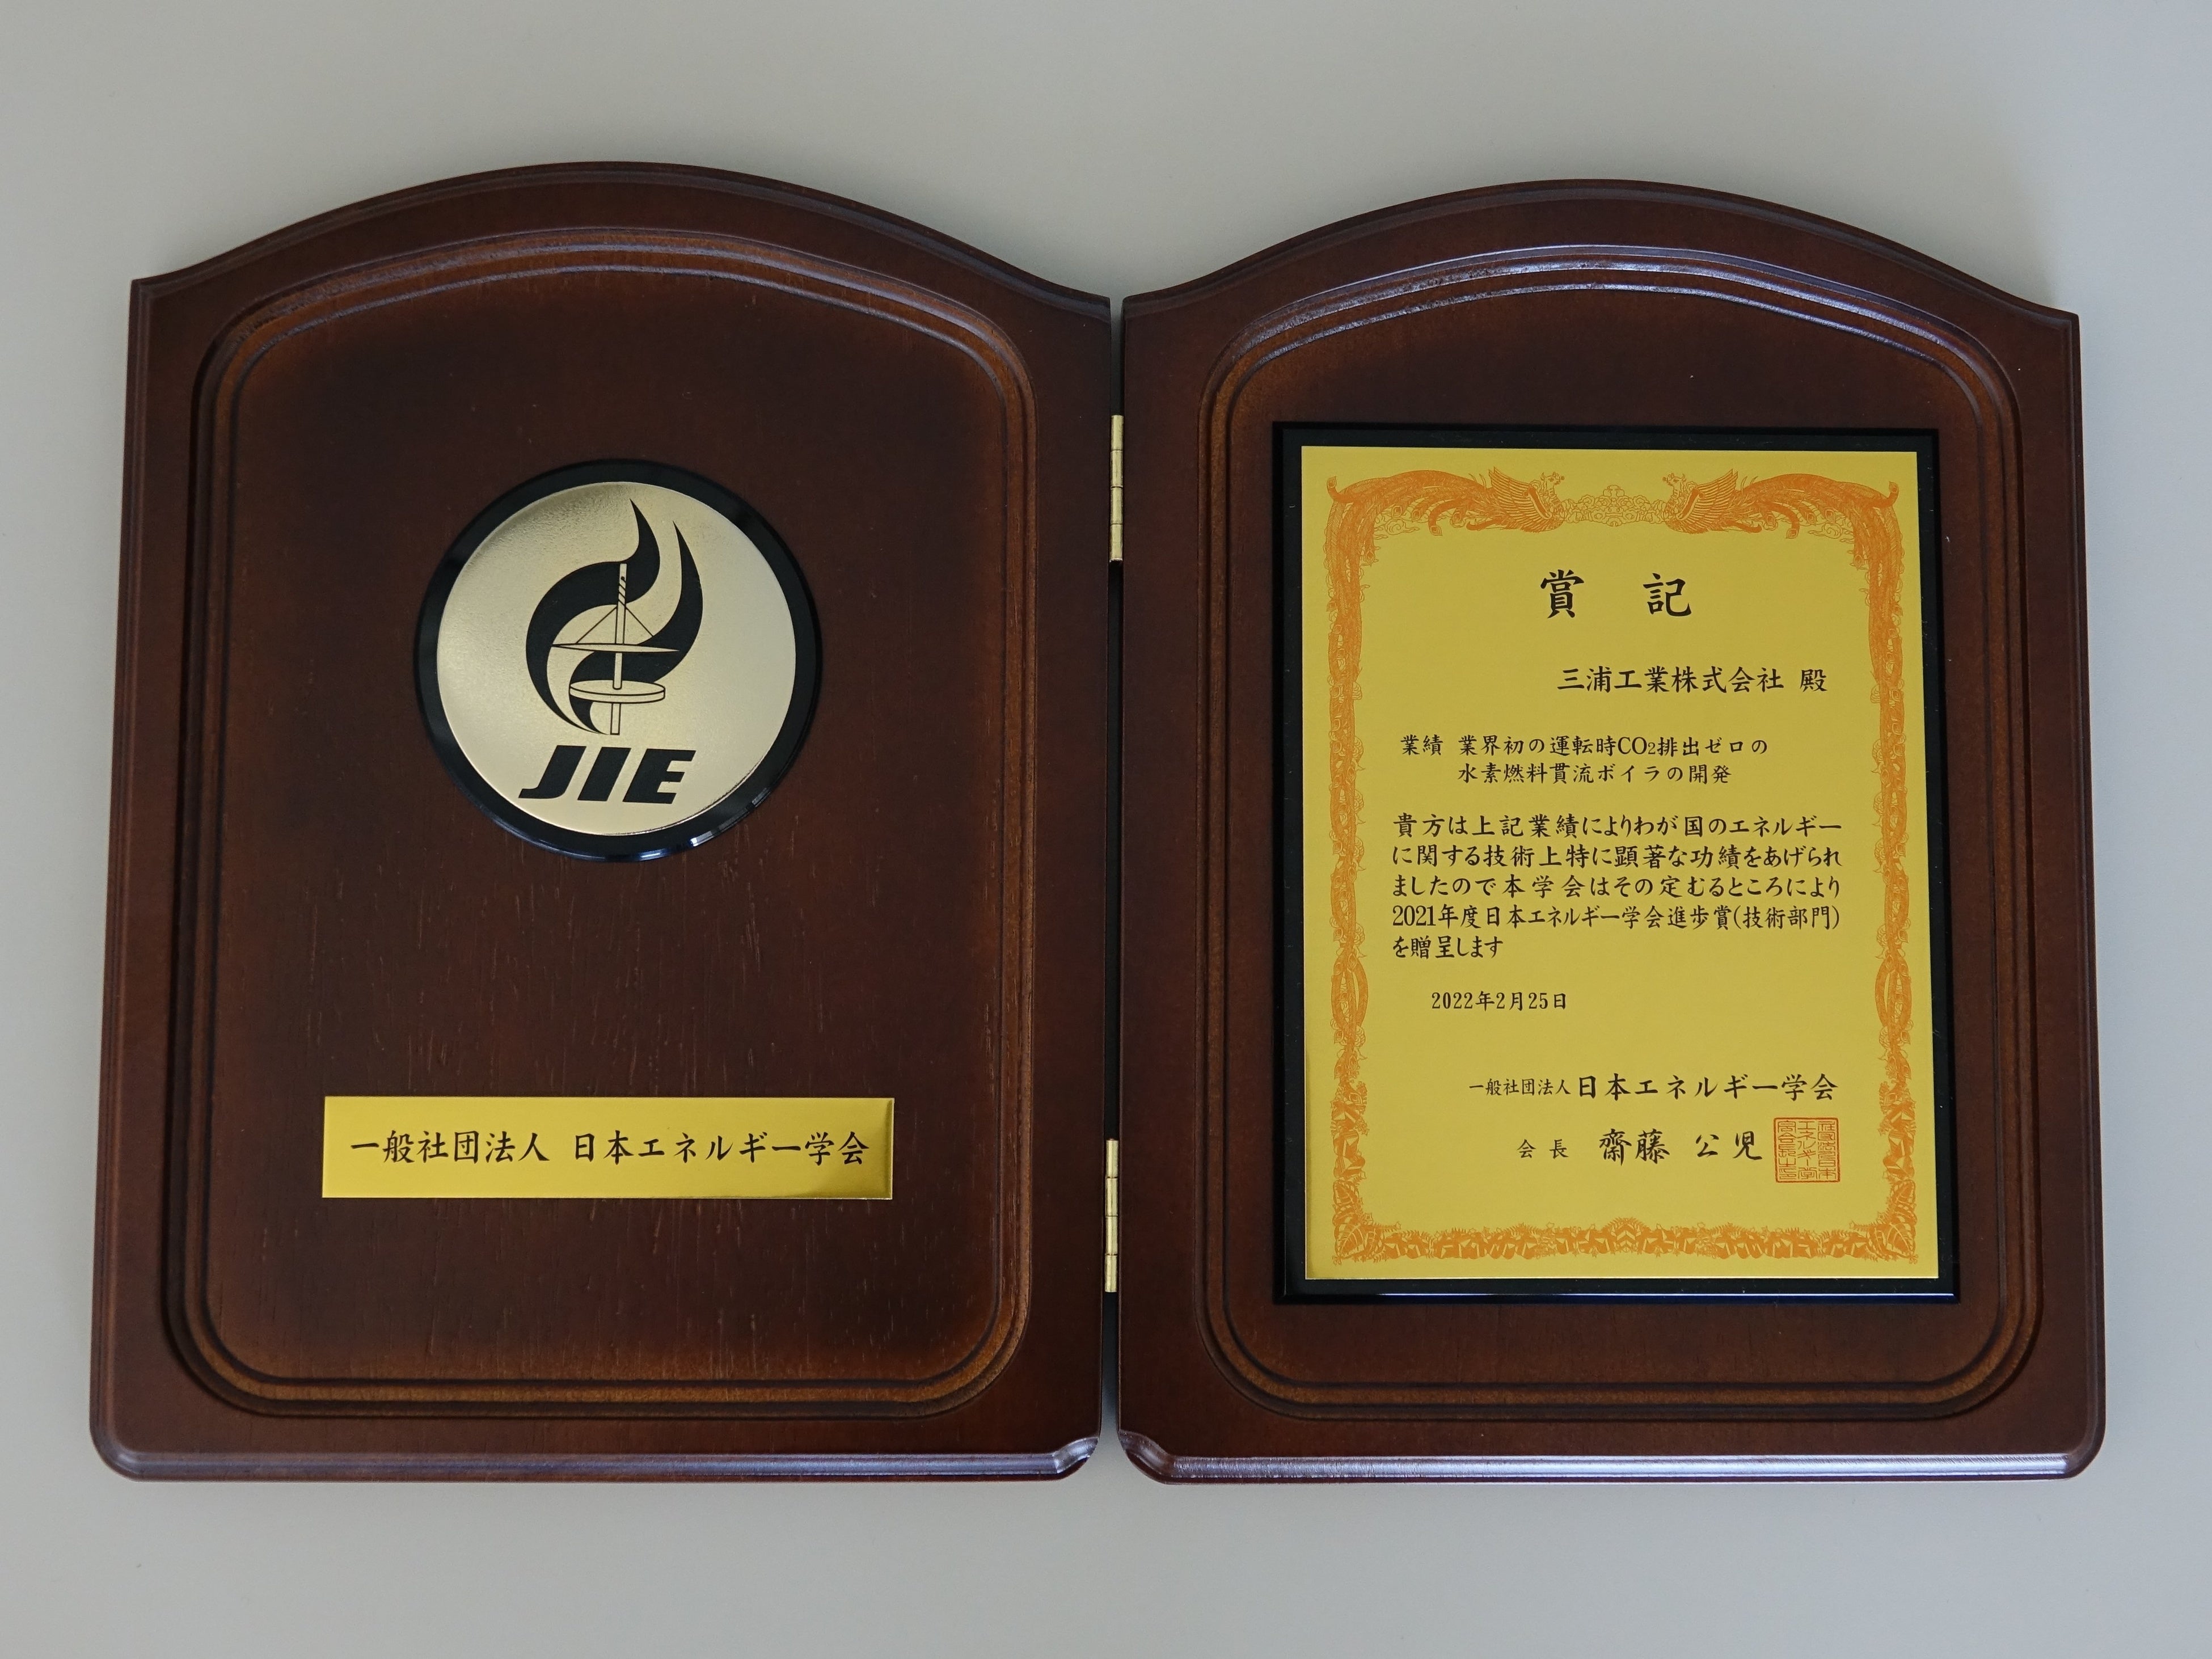 JIE
一般社団法人 日本エネルギー学会
賞 記
三浦工業株式会社 殿
業績 業界初の運転時CO2排出ゼロの
水素燃料貫流ボイラの開発
貴方は上記業績によりわが国のエネルギー
に関する技術上特に顕著な功績をあげられ
ましたので本学会はその定むるところにより
2021年度日本エネルギー学会進歩賞(技術部門)
を贈呈します
2022年2月25日
一般社団法人日本エネルギー学会
会長 齋藤 公児